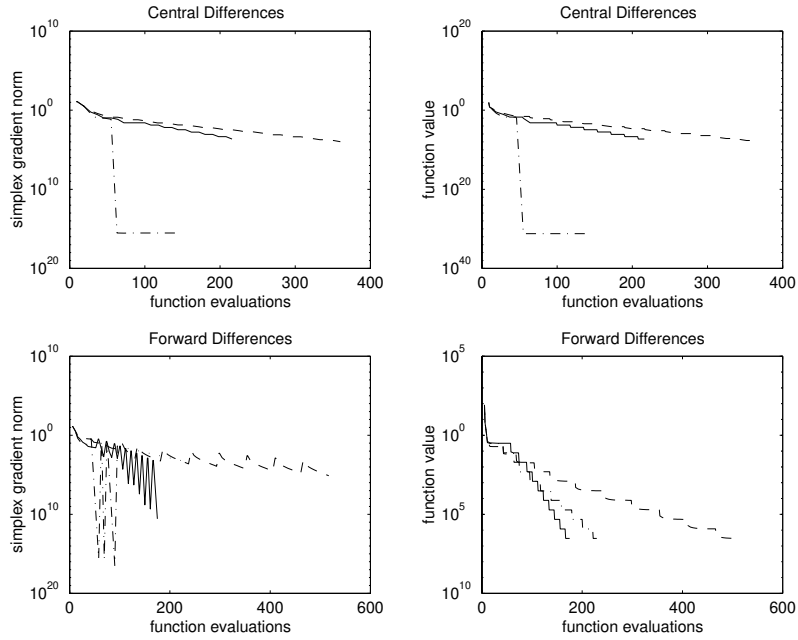 Central Differences
10^10
10^0
10^10
10^20
simplex gradient norm
0 100 200 300 400
function evaluations
Central Differences
10^20
10^0
10^20
10^40
function value
0 100 200 300 400
function evaluations
Forward Differences
10^10
10^0
10^10
10^20
simplex gradient norm
0 200 400 600
function evaluations
Forward Differences
10^5
10^0
10^5
10^10
function value
0 200 400 600
function evaluations